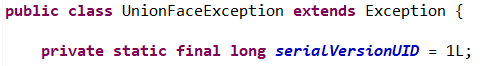 public class UnionFaceException extends Exception {
private static final long serialVersionUID = 1L;